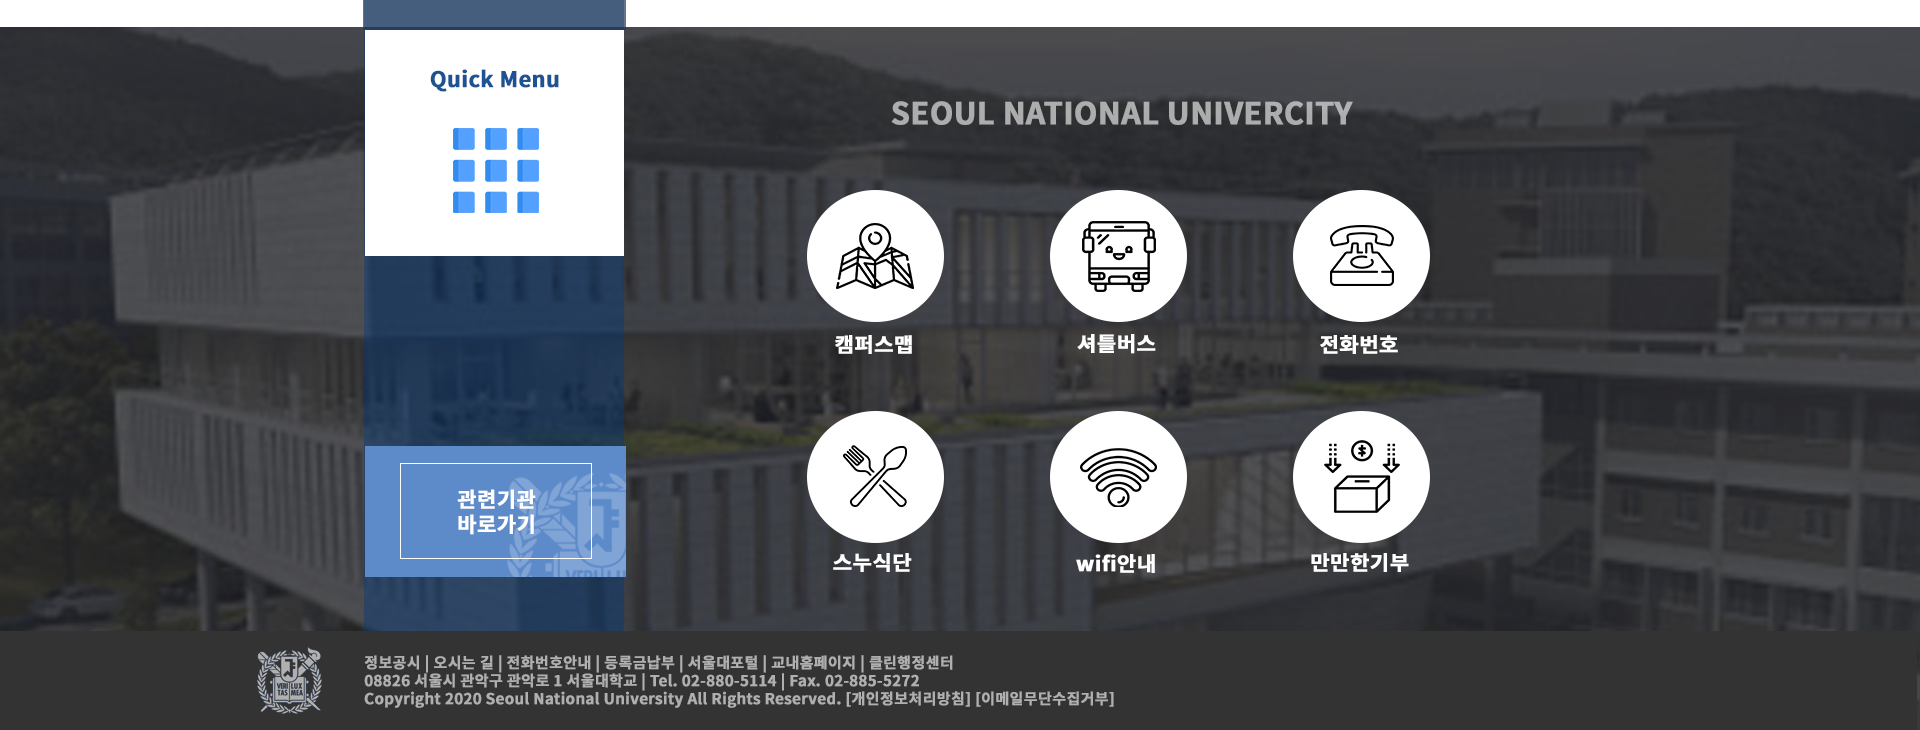 Quick Menu
SEOUL NATIONAL UNIVERCITY
캠퍼스맵
셔틀버스
전화번호
스누식단
wifi안내
만만한기부
관련기관
바로가기
VERI LU
VERI LUX
TAS MEA
정보공시 | 오시는 길 | 전화번호안내 | 등록금납부 | 서울대포털 | 교내홈페이지 | 클린행정센터
08826 서울시 관악구 관악로 1 서울대학교 | Tel. 02-880-5114 | Fax. 02-885-5272
Copyright 2020 Seoul National University All Rights Reserved. [개인정보처리방침] [이메일무단수집거부]